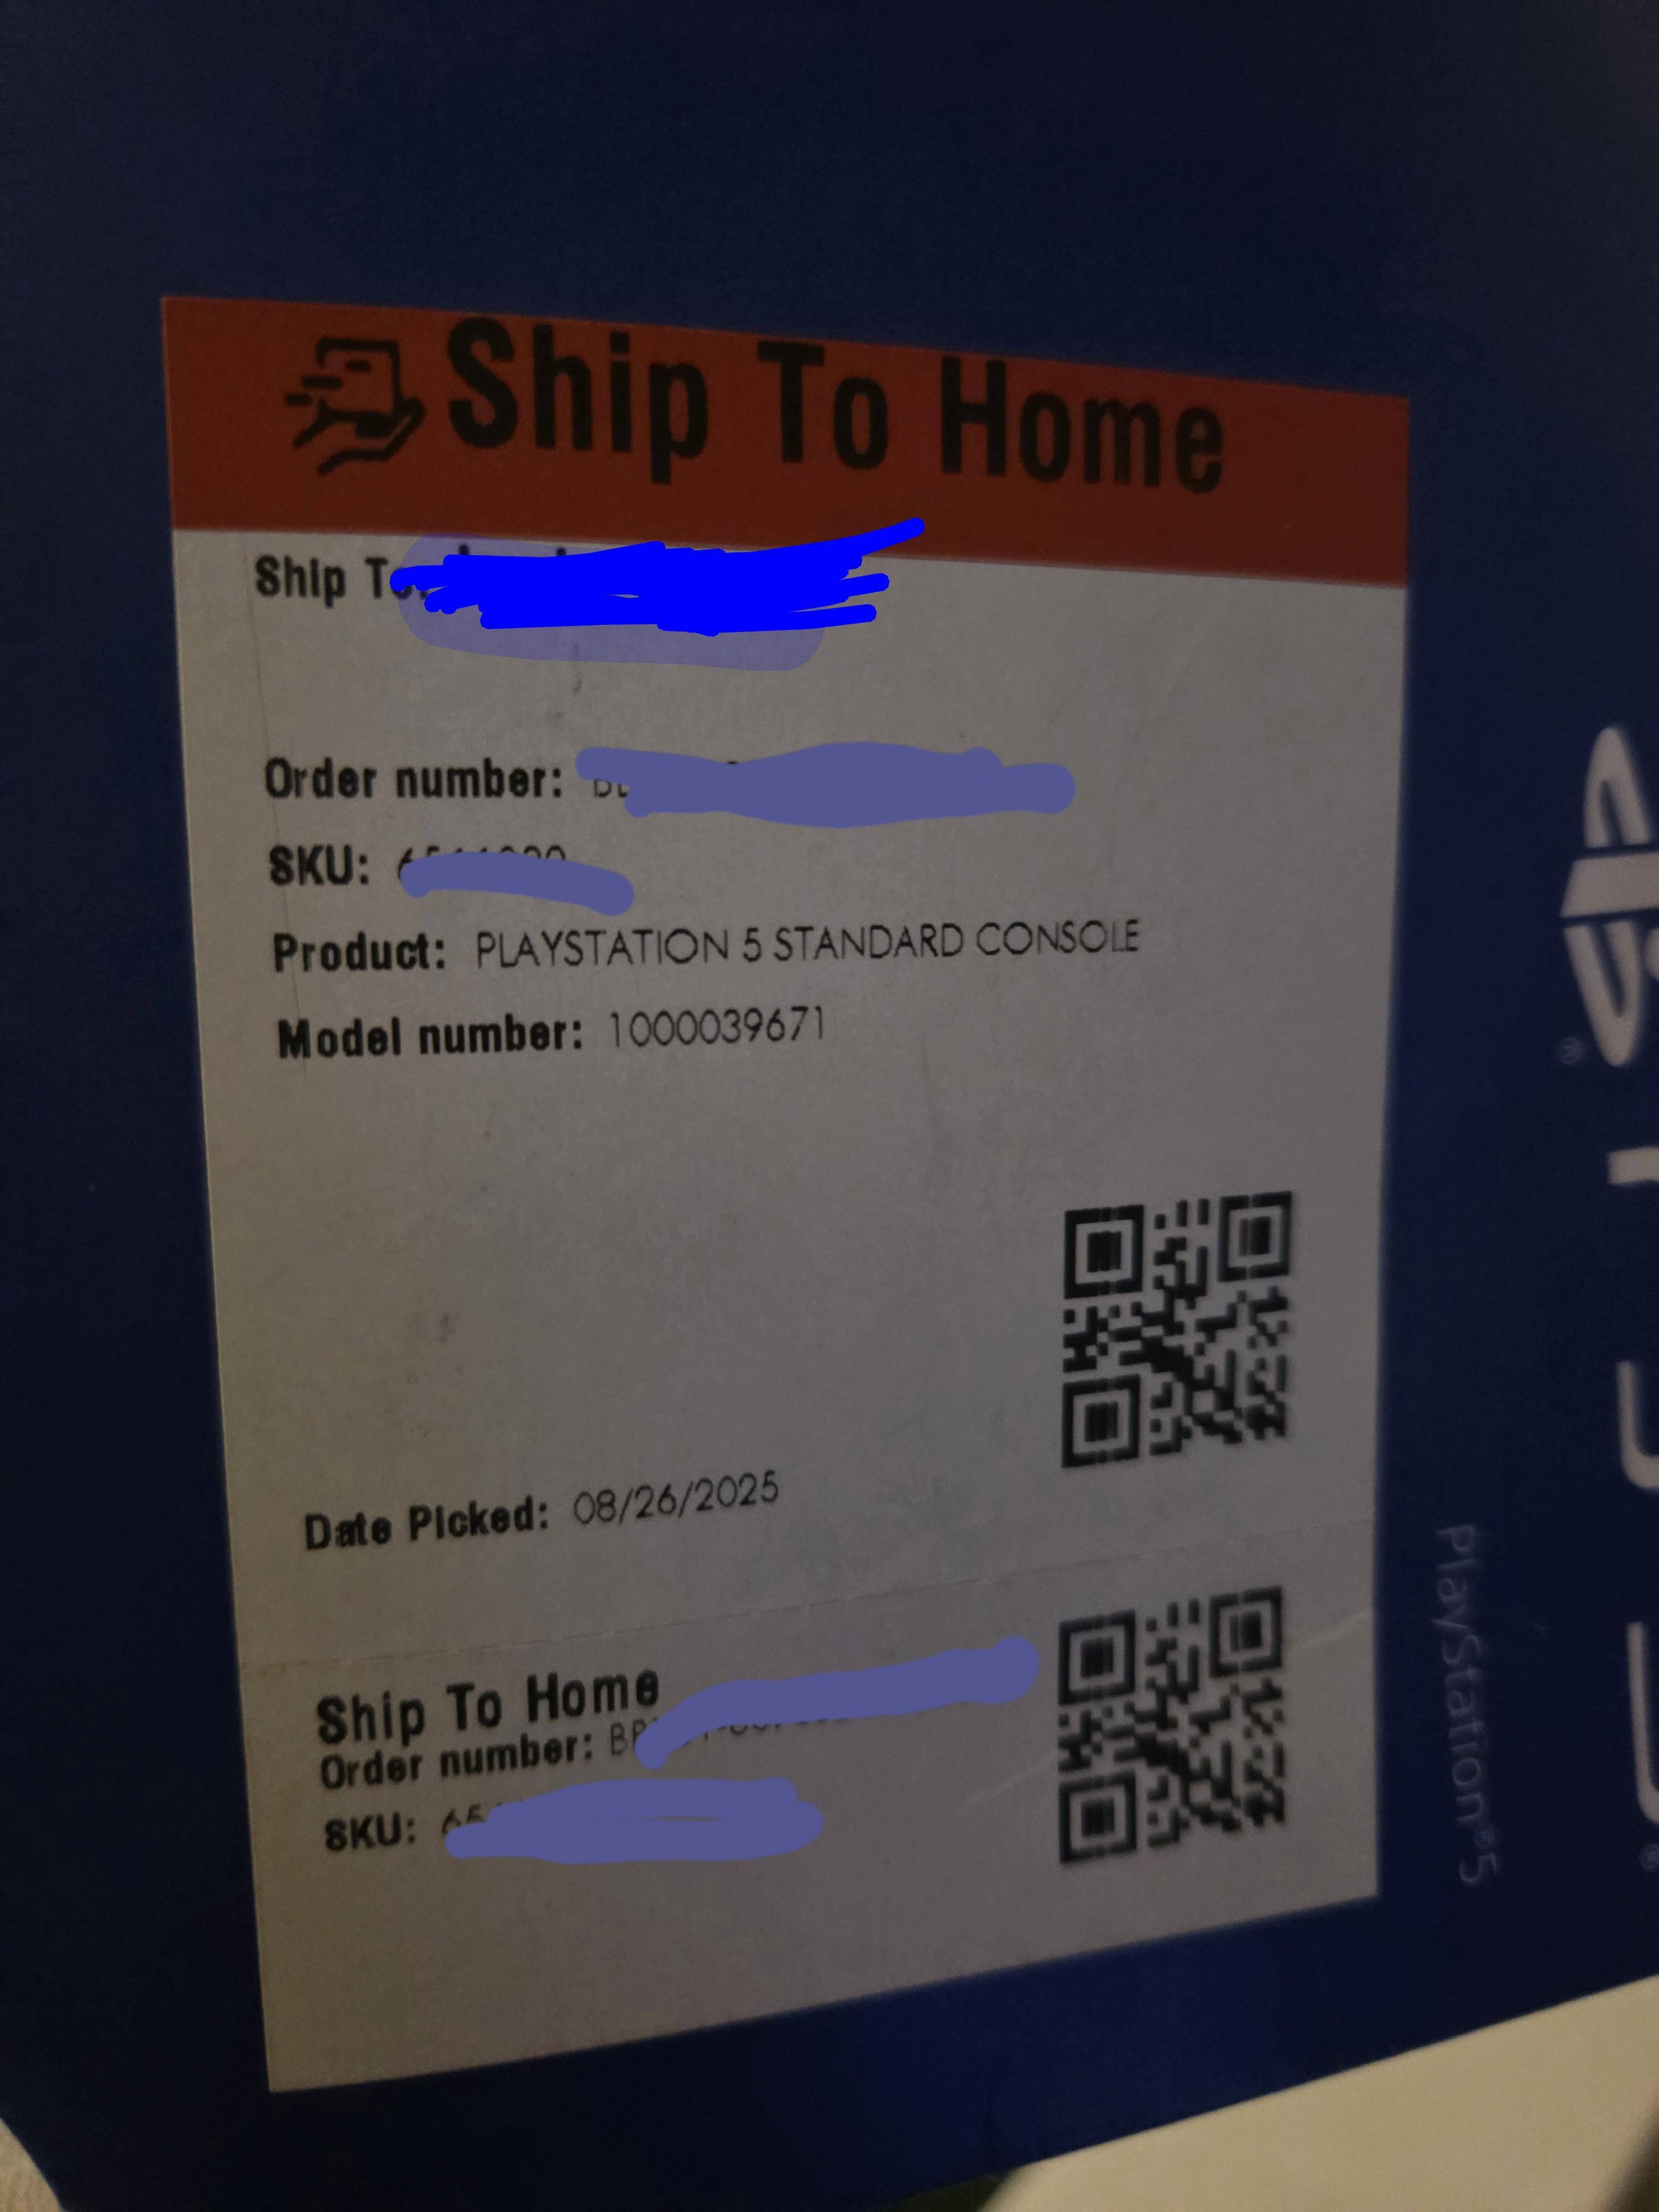 Ship To Home
Ship To:
Order number:
SKU:
Product: PLAYSTATION 5 STANDARD CONSOLE
Model number: 1000039671
Date Picked: 08/26/2025
Ship To Home
Order number:
SKU:
PlayStation®5